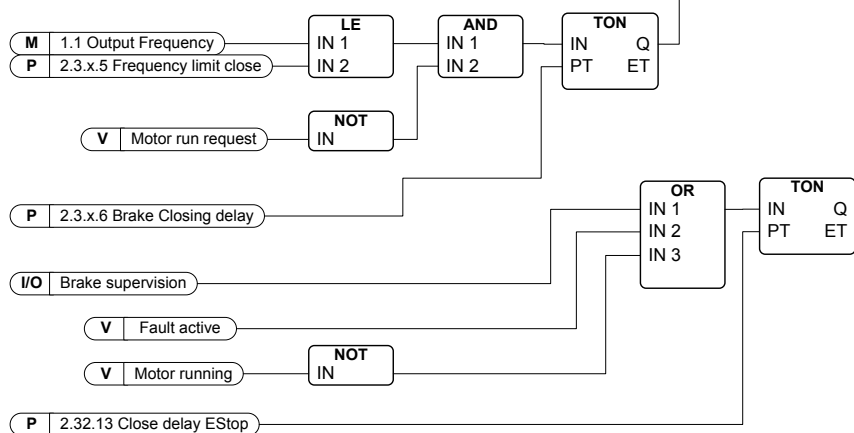 LE
AND
TON
M 1.1 Output Frequency
IN 1
IN 1
IN Q
P 2.3.x.5 Frequency limit close
IN 2
IN 2
PT ET
NOT
V Motor run request
IN
OR
TON
P 2.3.x.6 Brake Closing delay
IN 1
IN Q
IN 2
PT ET
IN 3
I/O Brake supervision
V Fault active
NOT
V Motor running
IN
P 2.32.13 Close delay EStop